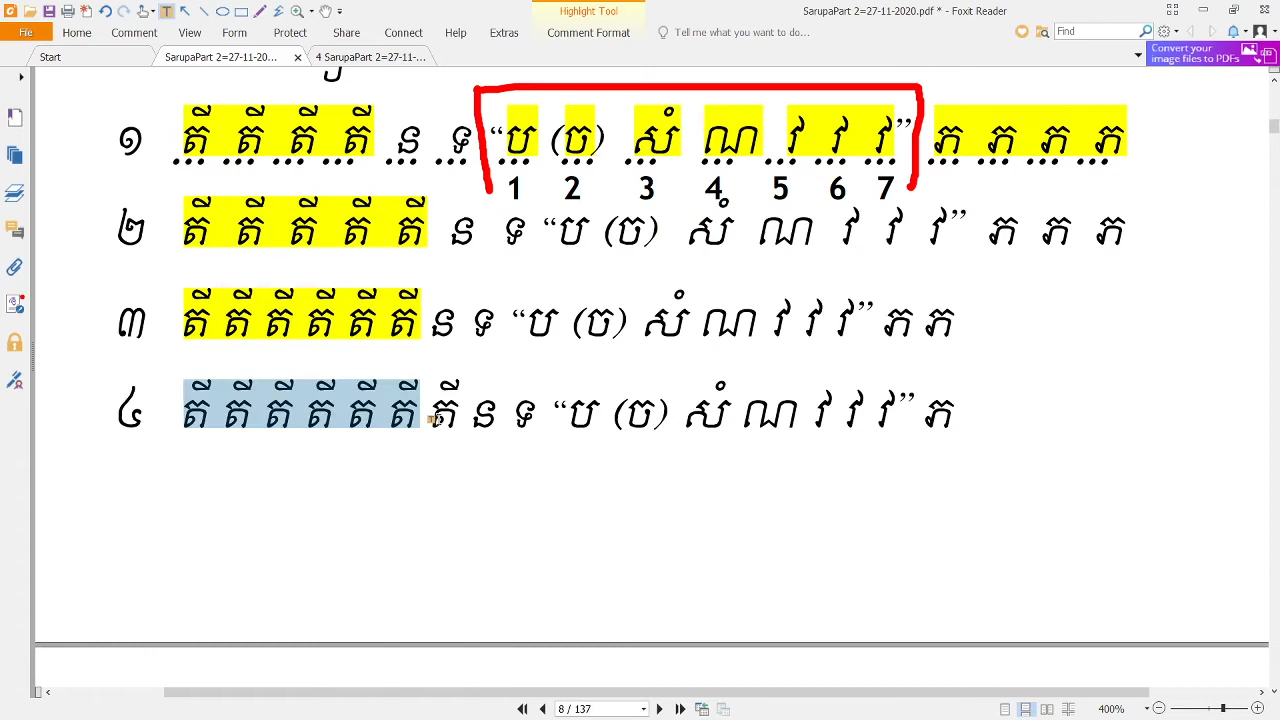 Highlight Tool
SarupaPart 2=27-11-2020.pdf * - Foxit Reader
File Home Comment View Form Protect Share Connect Help Extras Comment Format Tell me what you want to do... Find
Start SarupaPart 2=27-11-20... 4 SarupaPart 2=27-11-...
Convert your image files to PDFs
១ តី តី តី តី ន ទ “ប (ច) សំ ណ វ វ វ” ភ ភ ភ ភ
1 2 3 4 5 6 7
២ តី តី តី តី តី ន ទ “ប (ច) សំ ណ វ វ វ” ភ ភ ភ
៣ តី តី តី តី តី តី ន ទ “ប (ច) សំ ណ វ វ វ” ភ ភ
៤ តី តី តី តី តី តី តី ន ទ “ប (ច) សំ ណ វ វ វ” ភ
8 / 137
400%